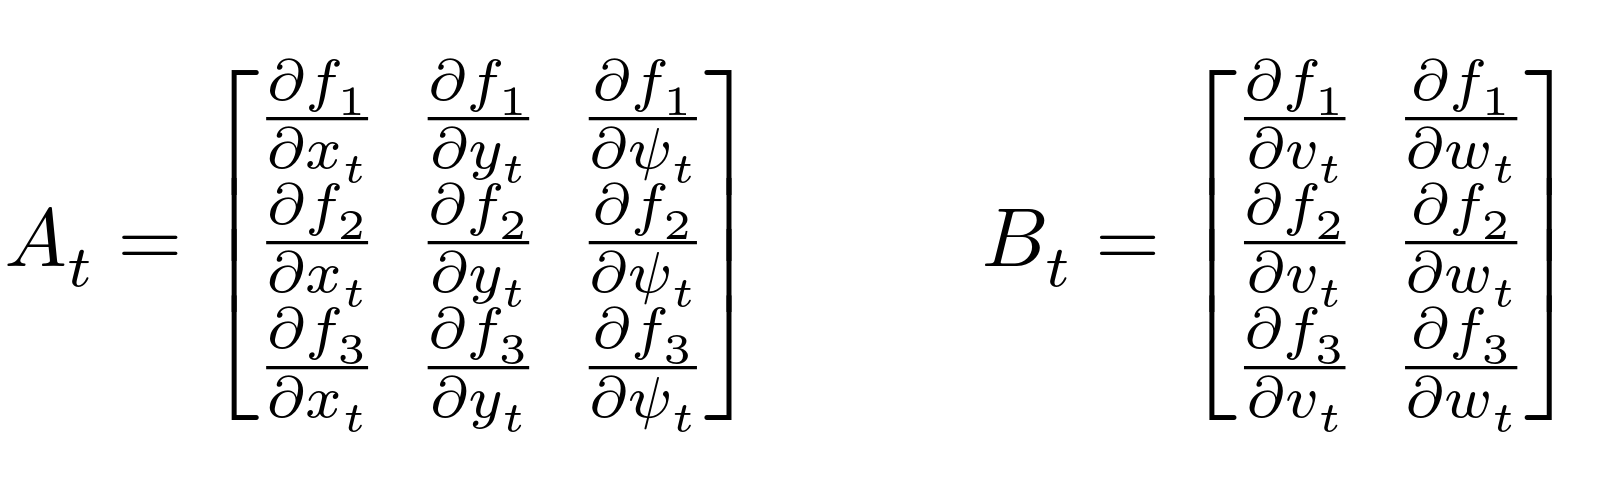 $A_t = \begin{bmatrix} \frac{\partial f_1}{\partial x_t} & \frac{\partial f_1}{\partial y_t} & \frac{\partial f_1}{\partial \psi_t} \\ \frac{\partial f_2}{\partial x_t} & \frac{\partial f_2}{\partial y_t} & \frac{\partial f_2}{\partial \psi_t} \\ \frac{\partial f_3}{\partial x_t} & \frac{\partial f_3}{\partial y_t} & \frac{\partial f_3}{\partial \psi_t} \end{bmatrix}$
$B_t = \begin{bmatrix} \frac{\partial f_1}{\partial v_t} & \frac{\partial f_1}{\partial w_t} \\ \frac{\partial f_2}{\partial v_t} & \frac{\partial f_2}{\partial w_t} \\ \frac{\partial f_3}{\partial v_t} & \frac{\partial f_3}{\partial w_t} \end{bmatrix}$